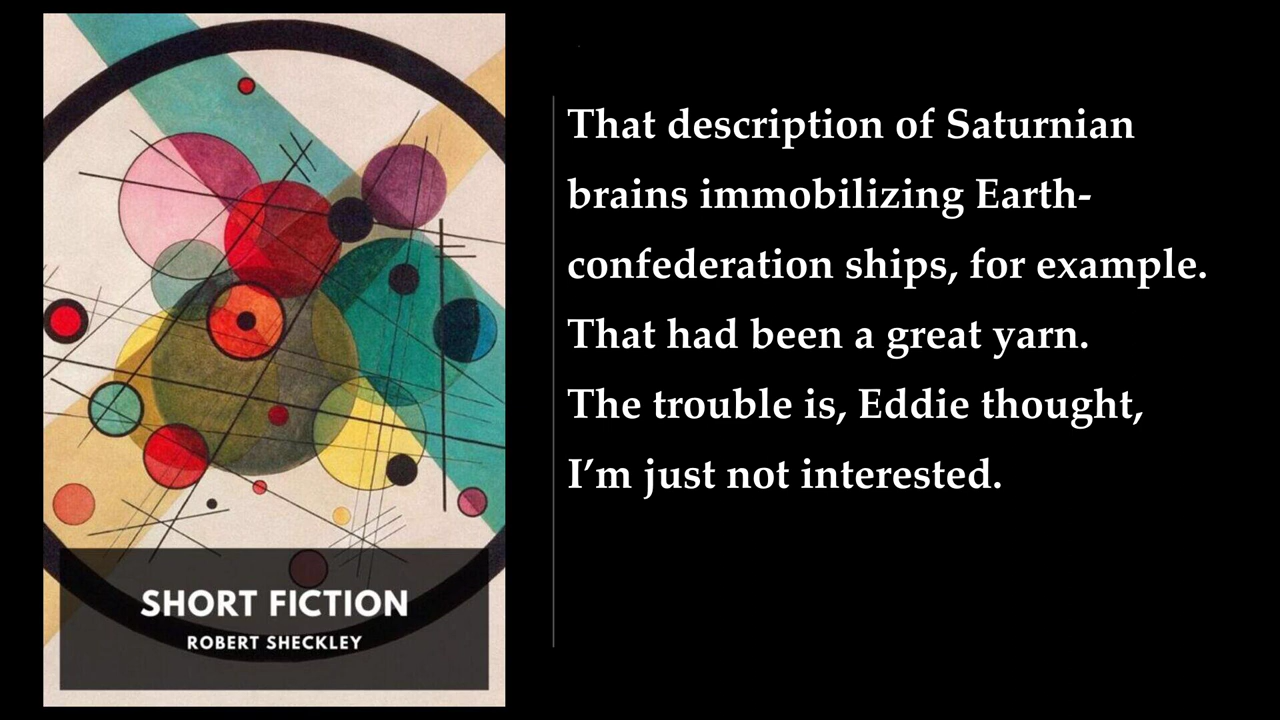 SHORT FICTION
ROBERT SHECKLEY
That description of Saturnian
brains immobilizing Earth-
confederation ships, for example.
That had been a great yarn.
The trouble is, Eddie thought,
I’m just not interested.